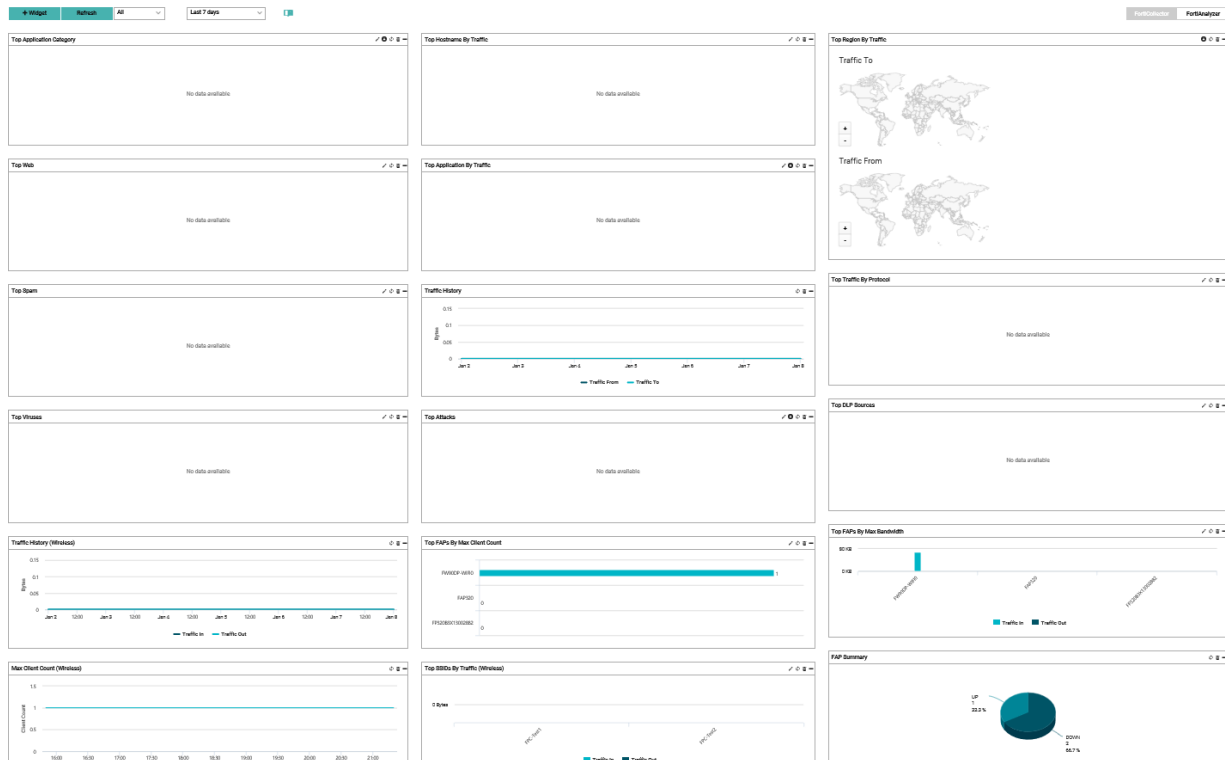 + Widget
Refresh
All
Last 7 days
FortiCollector
FortiAnalyzer
Top Application Category
No data available
Top Hostname By Traffic
No data available
Top Region By Traffic
Traffic To
+
-
Traffic From
+
-
Top Web
No data available
Top Application By Traffic
No data available
Top Spam
No data available
Traffic History
0.15
0.1
0.05
0
Bytes
Jan 2
Jan 3
Jan 4
Jan 5
Jan 6
Jan 7
Jan 8
Traffic From
Traffic To
Top Traffic By Protocol
No data available
Top Viruses
No data available
Top Attacks
No data available
Top DLP Sources
No data available
Traffic History (Wireless)
0.15
0.1
0.05
0
Bytes
Jan 2
12:00
Jan 3
12:00
Jan 4
12:00
Jan 5
12:00
Jan 6
12:00
Jan 7
12:00
Jan 8
Traffic In
Traffic Out
Top FAPs By Max Client Count
1
FAP320
0
0
Top FAPs By Max Bandwidth
0 KB
FAP320
Traffic In
Traffic Out
Max Client Count (Wireless)
1.5
1
0.5
0
Client Count
16:00
16:30
17:00
17:30
18:00
18:30
19:00
19:30
20:00
20:30
21:00
Top SSIDs By Traffic (Wireless)
0 Bytes
FPC-Test1
FPC-Test2
Traffic In
Traffic Out
FAP Summary
UP
1
33.3 %
DOWN
2
66.7 %